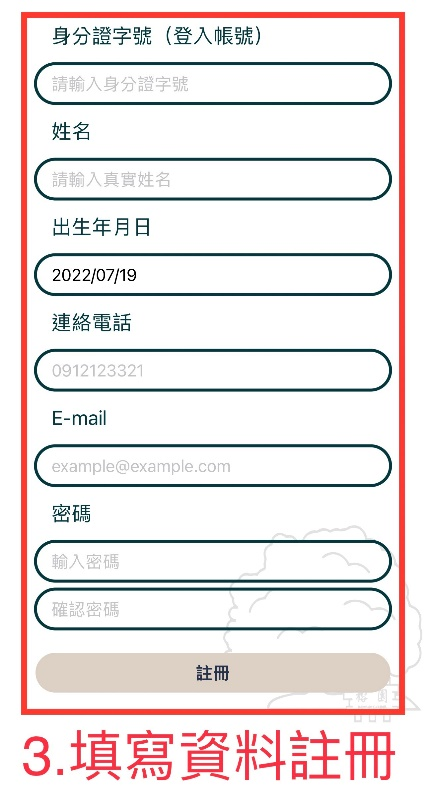 身分證字號（登入帳號）
請輸入身分證字號
姓名
請輸入真實姓名
出生年月日
2022/07/19
連絡電話
0912123321
E-mail
example@example.com
密碼
輸入密碼
確認密碼
註冊
3.填寫資料註冊